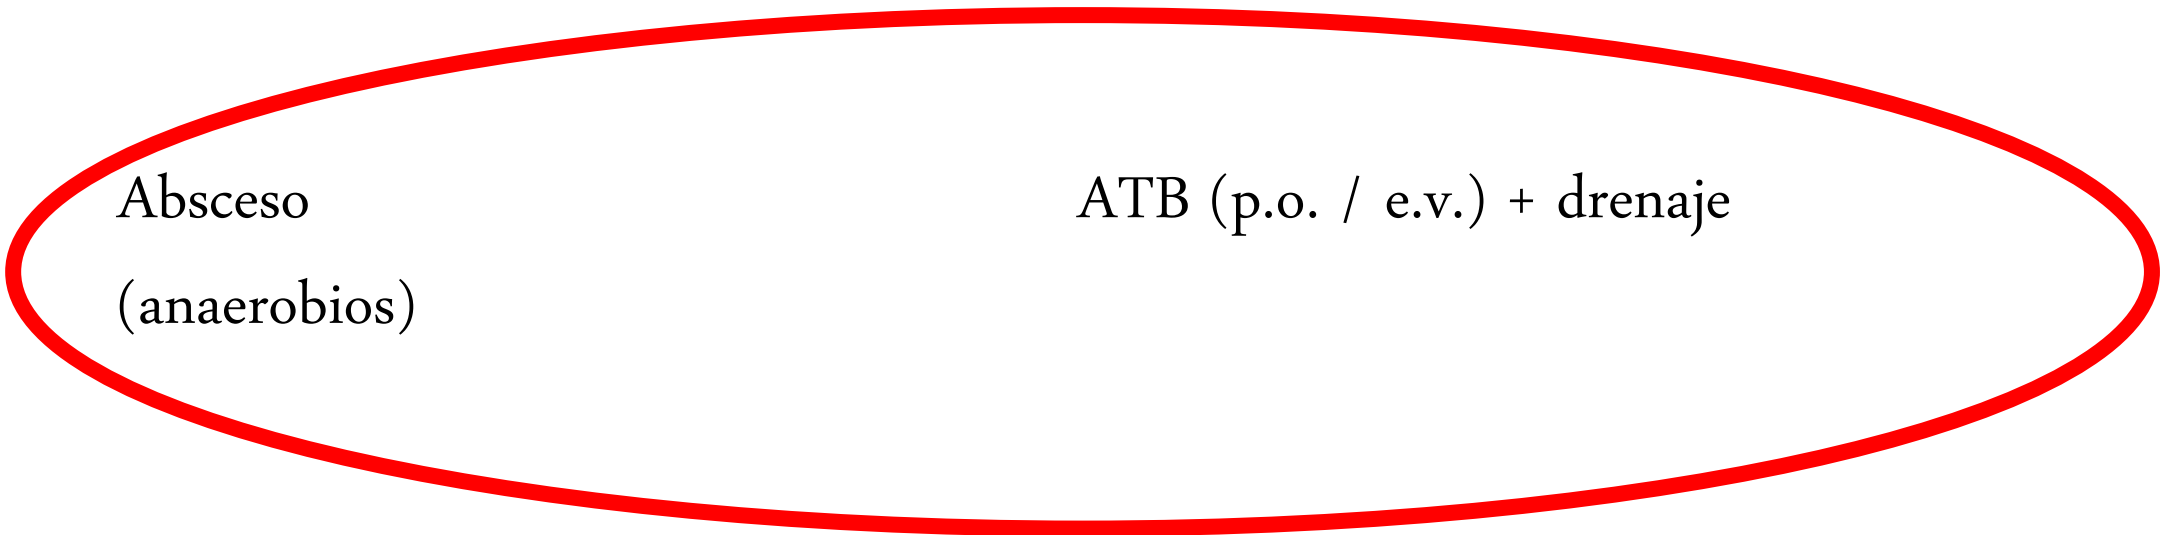 Absceso ATB (p.o. / e.v.) + drenaje
(anaerobios)